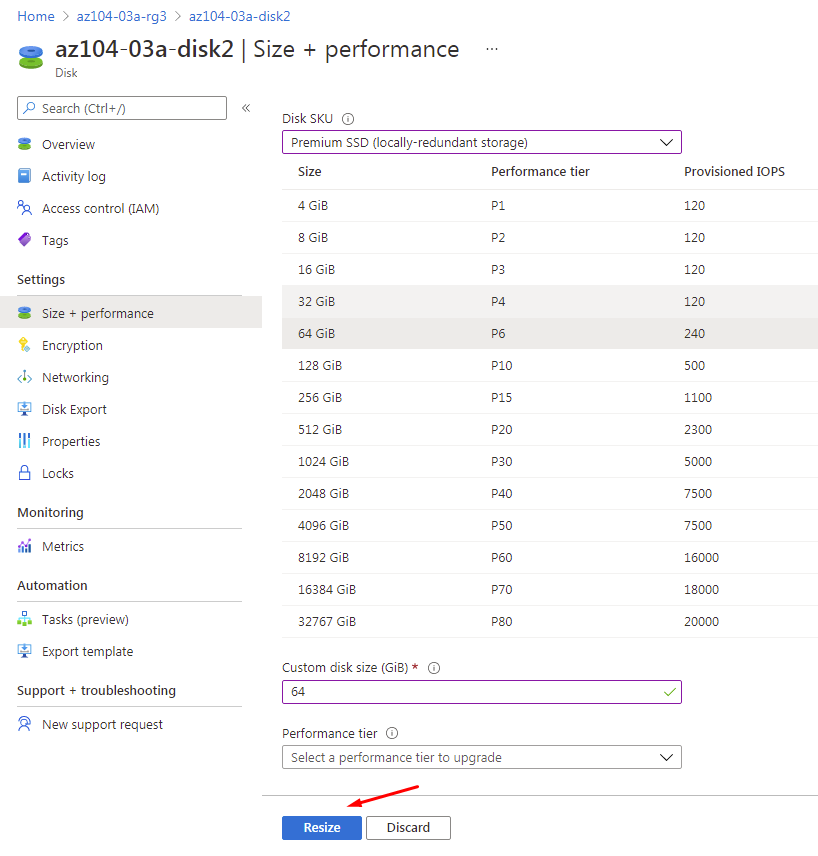 Home > az104-03a-rg3 > az104-03a-disk2
az104-03a-disk2 | Size + performance ...
Disk
Search (Ctrl+/)
«
Overview
Activity log
Access control (IAM)
Tags
Settings
Size + performance
Encryption
Networking
Disk Export
Properties
Locks
Monitoring
Metrics
Automation
Tasks (preview)
Export template
Support + troubleshooting
New support request
Disk SKU
Premium SSD (locally-redundant storage)
Size Performance tier Provisioned IOPS
4 GiB P1 120
8 GiB P2 120
16 GiB P3 120
32 GiB P4 120
64 GiB P6 240
128 GiB P10 500
256 GiB P15 1100
512 GiB P20 2300
1024 GiB P30 5000
2048 GiB P40 7500
4096 GiB P50 7500
8192 GiB P60 16000
16384 GiB P70 18000
32767 GiB P80 20000
Custom disk size (GiB) *
64
Performance tier
Select a performance tier to upgrade
Resize Discard